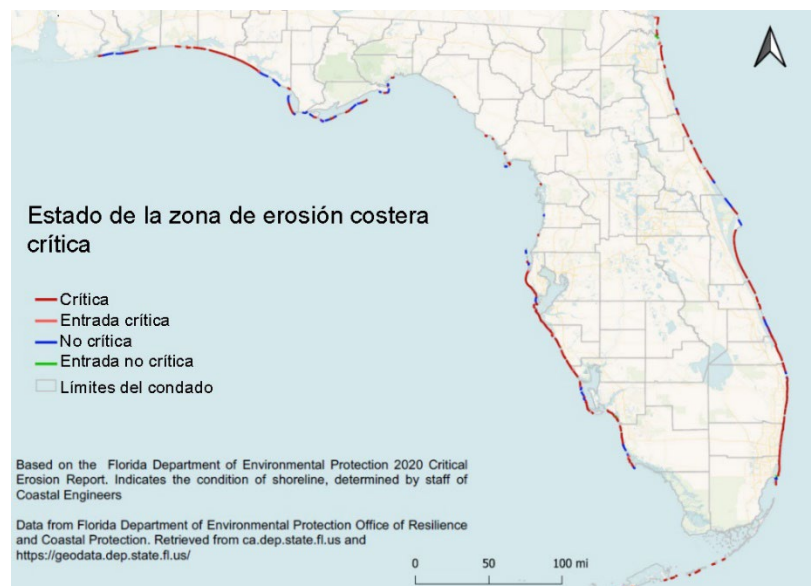 Estado de la zona de erosión costera
crítica
Crítica
Entrada crítica
No crítica
Entrada no crítica
Límites del condado
Based on the Florida Department of Environmental Protection 2020 Critical
Erosion Report. Indicates the condition of shoreline, determined by staff of
Coastal Engineers
Data from Florida Department of Environmental Protection Office of Resilience
and Coastal Protection. Retrieved from ca.dep.state.fl.us and
https://geodata.dep.state.fl.us/
0 50 100 mi